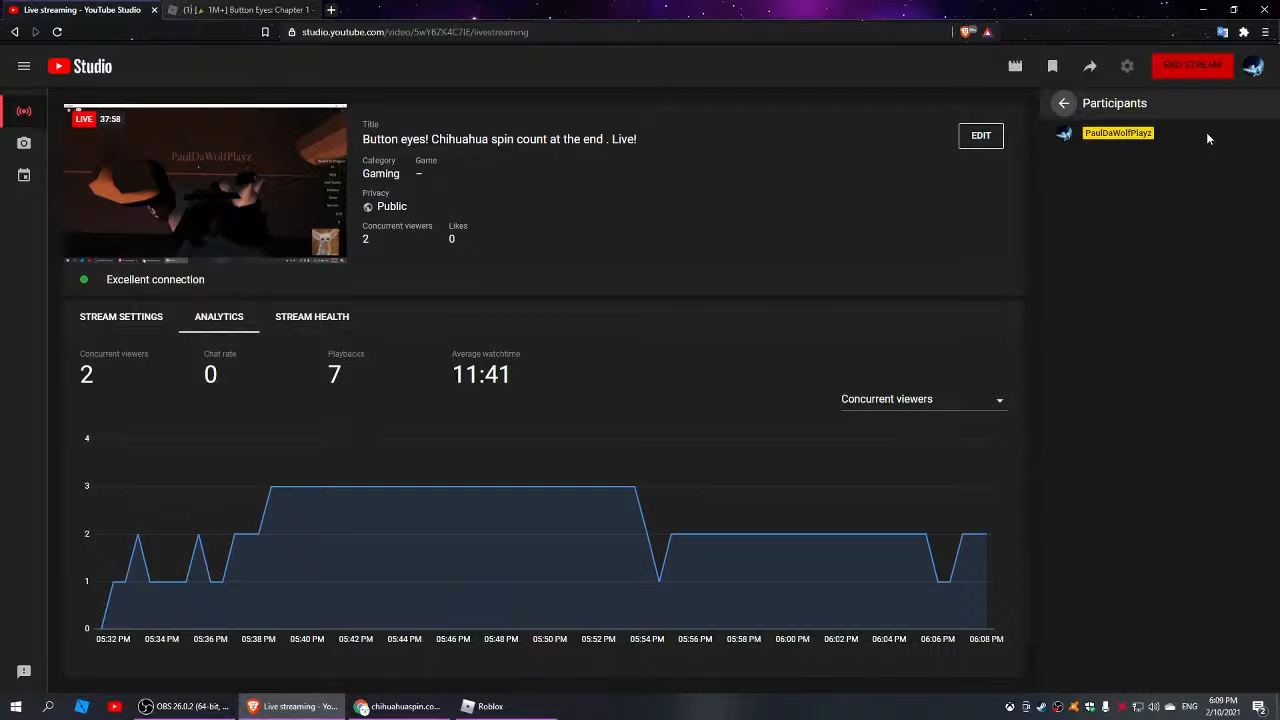 Live streaming - YouTube Studio
(1) [🔑 1M+] Button Eyes: Chapter 1 -
studio.youtube.com/video/5wYBZK4C7IE/livestreaming
99+
Studio
END STREAM
LIVE 37:58
PaulDaWolfPlayz
Title
Button eyes! Chihuahua spin count at the end . Live!
EDIT
Category Game
Gaming –
Privacy
Public
Concurrent viewers Likes
2 0
Excellent connection
Participants
PaulDaWolfPlayz
STREAM SETTINGS ANALYTICS STREAM HEALTH
Concurrent viewers Chat rate Playbacks Average watchtime
2 0 7 11:41
Concurrent viewers
4
3
2
1
0
05:32 PM 05:34 PM 05:36 PM 05:38 PM 05:40 PM 05:42 PM 05:44 PM 05:46 PM 05:48 PM 05:50 PM 05:52 PM 05:54 PM 05:56 PM 05:58 PM 06:00 PM 06:02 PM 06:04 PM 06:06 PM 06:08 PM
OBS 26.0.2 (64-bit, ... Live streaming - Yo... chihuahuaspin.co... Roblox
6:09 PM
2/10/2021